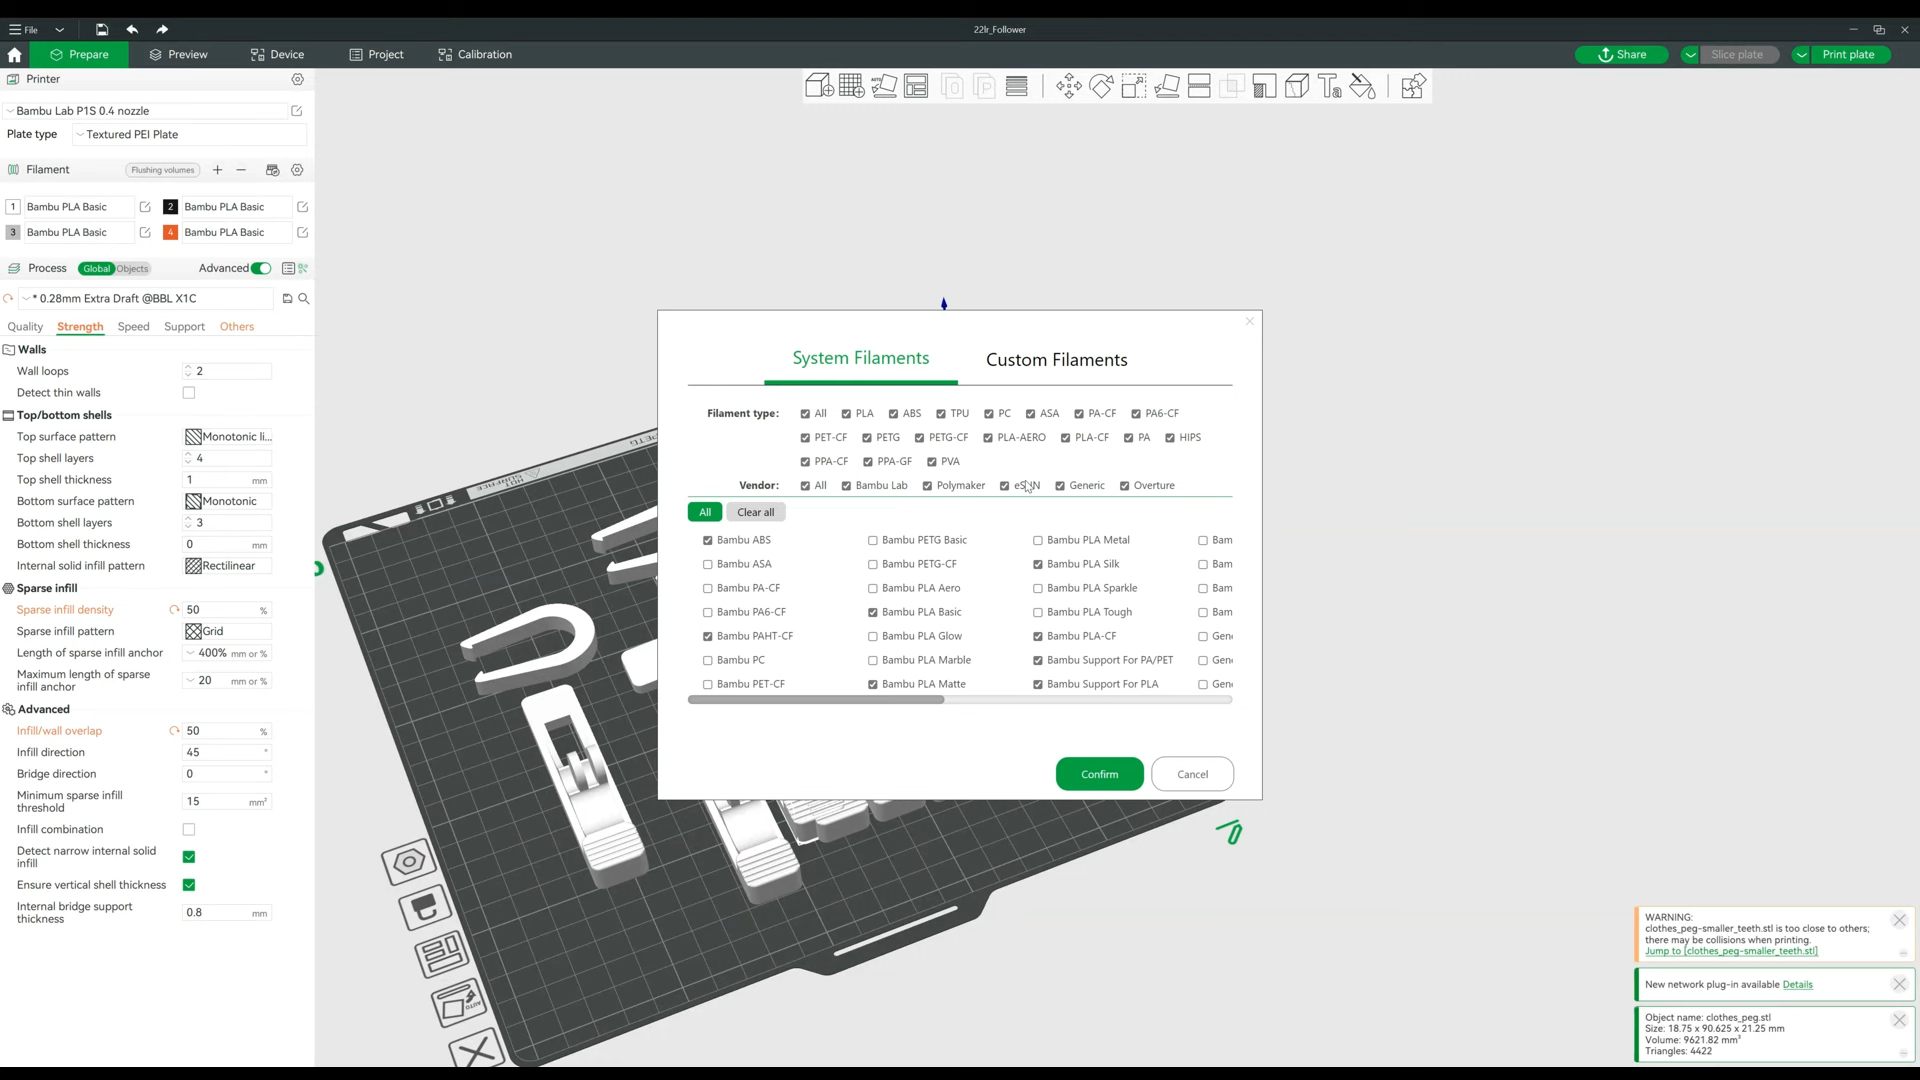 File
22lr_Follower
Prepare
Preview
Device
Project
Calibration
Share
Slice plate
Print plate
Printer
Bambu Lab P1S 0.4 nozzle
Plate type
Textured PEI Plate
Filament
Flushing volumes
1 Bambu PLA Basic
2 Bambu PLA Basic
3 Bambu PLA Basic
4 Bambu PLA Basic
Process
Global
Objects
Advanced
* 0.28mm Extra Draft @BBL X1C
Quality
Strength
Speed
Support
Others
Walls
Wall loops 2
Detect thin walls
Top/bottom shells
Top surface pattern Monotonic li...
Top shell layers 4
Top shell thickness 1 mm
Bottom surface pattern Monotonic
Bottom shell layers 3
Bottom shell thickness 0 mm
Internal solid infill pattern Rectilinear
Sparse infill
Sparse infill density 50 %
Sparse infill pattern Grid
Length of sparse infill anchor 400% mm or %
Maximum length of sparse
infill anchor 20 mm or %
Advanced
Infill/wall overlap 50 %
Infill direction 45 °
Bridge direction 0 °
Minimum sparse infill
threshold 15 mm²
Infill combination
Detect narrow internal solid
infill
Ensure vertical shell thickness
Internal bridge support
thickness 0.8 mm
System Filaments
Custom Filaments
Filament type: All PLA ABS TPU PC ASA PA-CF PA6-CF
PET-CF PETG PETG-CF PLA-AERO PLA-CF PA HIPS
PPA-CF PPA-GF PVA
Vendor: All Bambu Lab Polymaker Generic Overture
All Clear all
Bambu ABS Bambu PETG Basic Bambu PLA Metal Bam
Bambu ASA Bambu PETG-CF Bambu PLA Silk Bam
Bambu PA-CF Bambu PLA Aero Bambu PLA Sparkle Bam
Bambu PA6-CF Bambu PLA Basic Bambu PLA Tough Bam
Bambu PAHT-CF Bambu PLA Glow Bambu PLA-CF Gen
Bambu PC Bambu PLA Marble Bambu Support For PA/PET Gen
Bambu PET-CF Bambu PLA Matte Bambu Support For PLA Gen
Confirm
Cancel
AUTO
WARNING:
clothes_peg-smaller_teeth.stl is too close to others;
there may be collisions when printing.
Jump to [clothes_peg-smaller_teeth.stl]
New network plug-in available Details
Object name: clothes_peg.stl
Size: 18.75 x 90.625 x 21.25 mm
Volume: 9621.82 mm³
Triangles: 4422